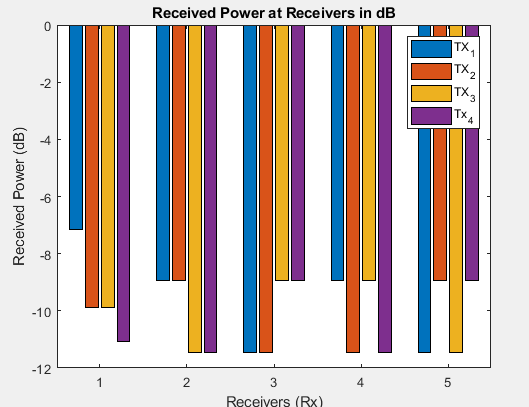 Received Power at Receivers in dB
0
-2
-4
-6
-8
-10
-12
Received Power (dB)
TX1
TX2
TX3
Tx4
1 2 3 4 5
Receivers (Rx)